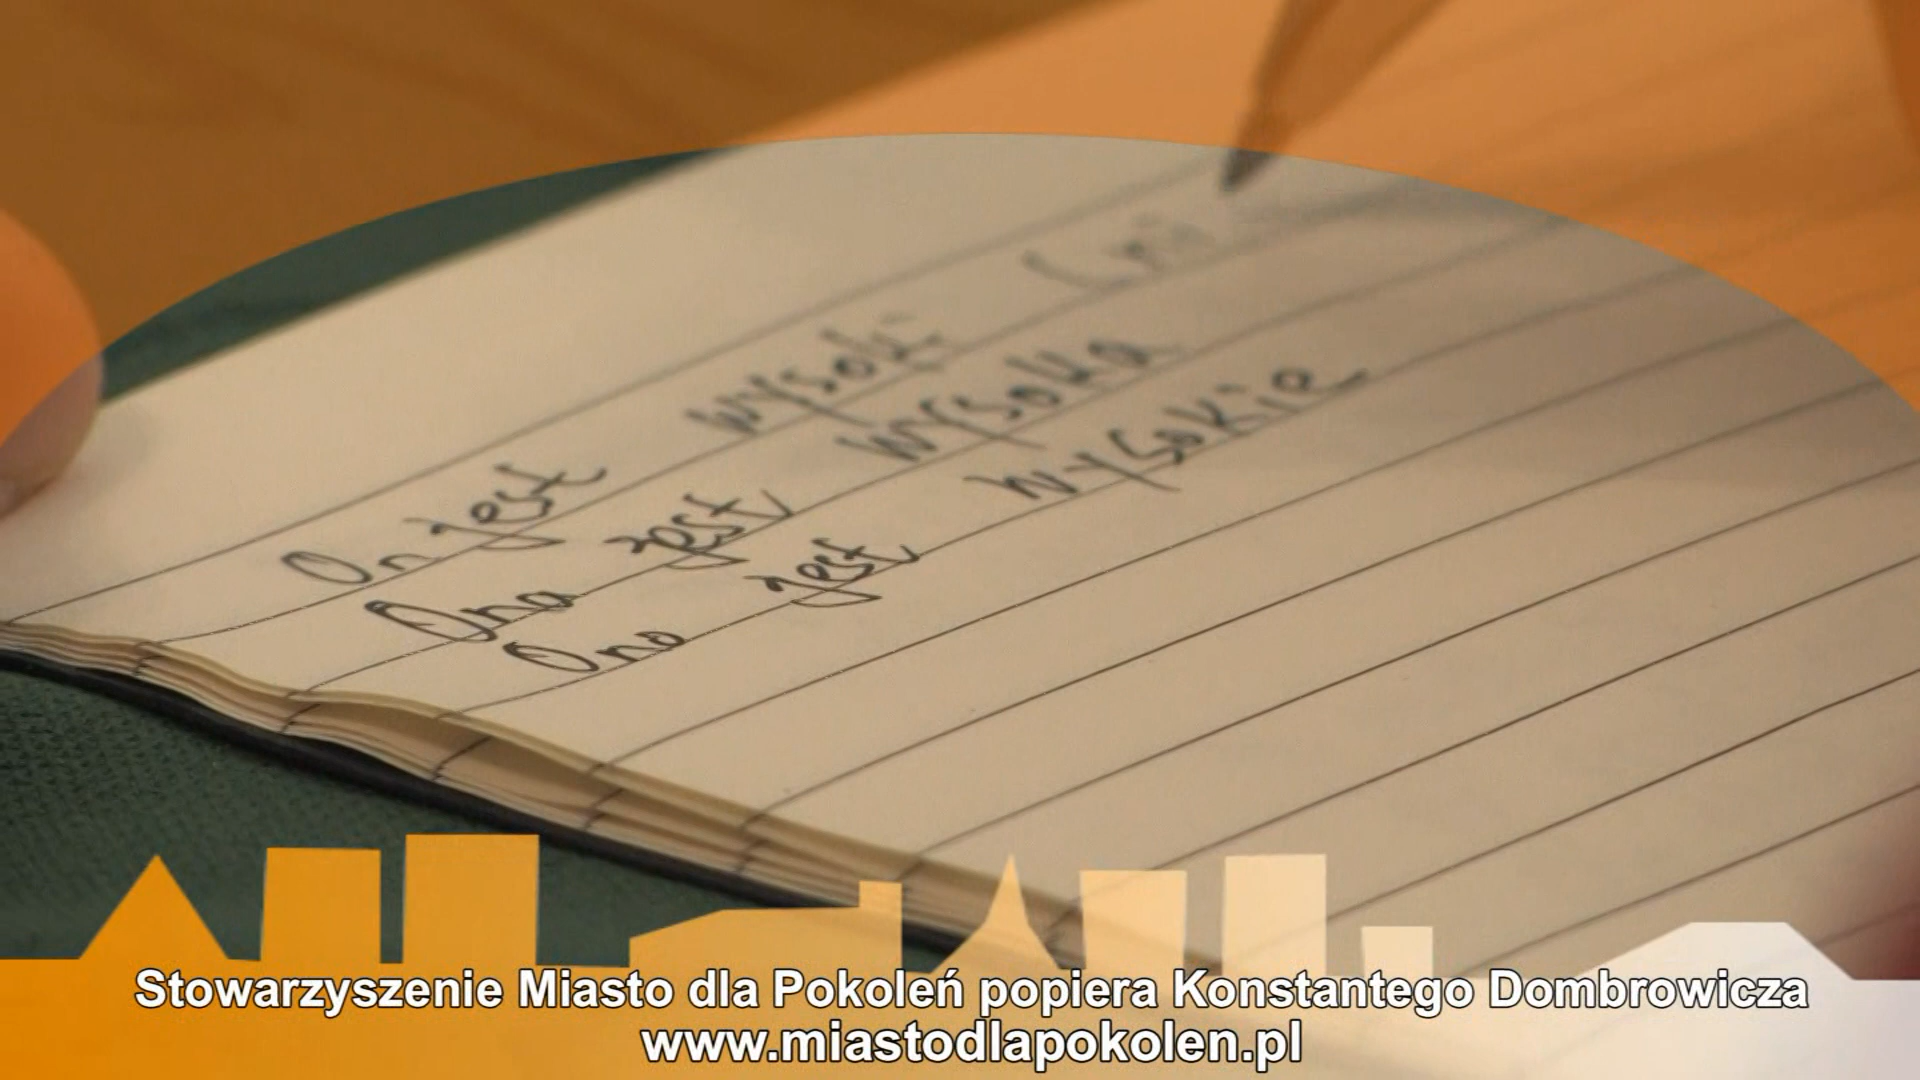 On jest wysoki (ni
Ona jest wysoka
Ono jest wysokie
Stowarzyszenie Miasto dla Pokoleń popiera Konstantego Dombrowicza
www.miastodlapokolen.pl